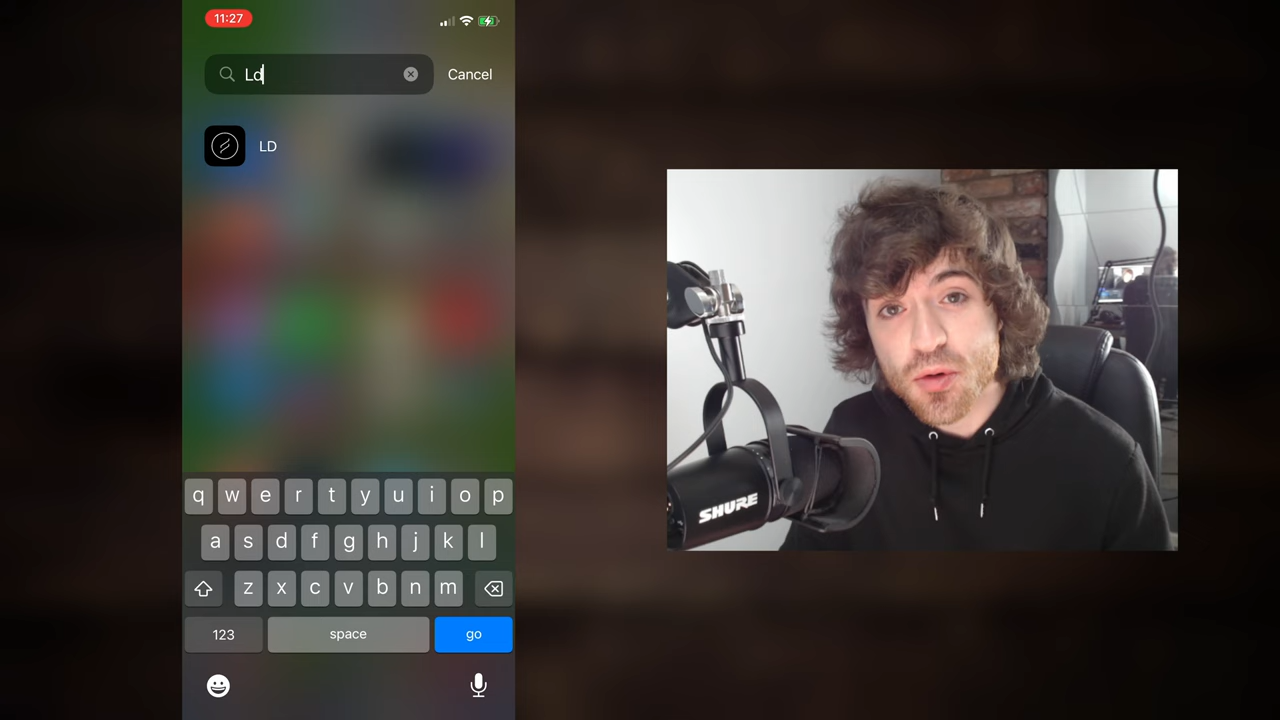 11:27
Ld
Cancel
LD
q w e r t y u i o p
a s d f g h j k l
z x c v b n m
123 space go
SHURE